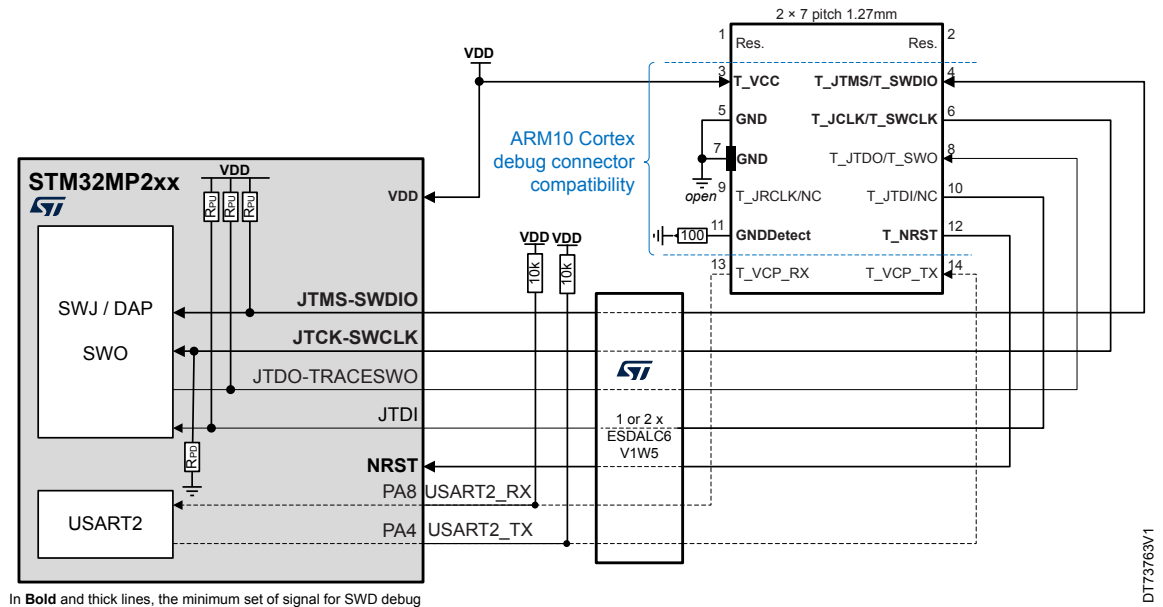 2 × 7 pitch 1.27mm
1 Res. Res. 2
VDD
3 T_VCC T_JTMS/T_SWDIO 4
5 GND T_JCLK/T_SWCLK 6
7 GND T_JTDO/T_SWO 8
open 9 T_JRCLK/NC T_JTDI/NC 10
100 11 GNDDetect T_NRST 12
13 T_VCP_RX T_VCP_TX 14
ARM10 Cortex
debug connector
compatibility
STM32MP2xx
ST
VDD
VDD
RPU RPU RPU
VDD VDD
10k 10k
SWJ / DAP
SWO
JTMS-SWDIO
JTCK-SWCLK
JTDO-TRACESWO
JTDI
RPD
NRST
PA8 USART2_RX
PA4 USART2_TX
USART2
ST
1 or 2 x
ESDALC6
V1W5
In Bold and thick lines, the minimum set of signal for SWD debug
DT73763V1